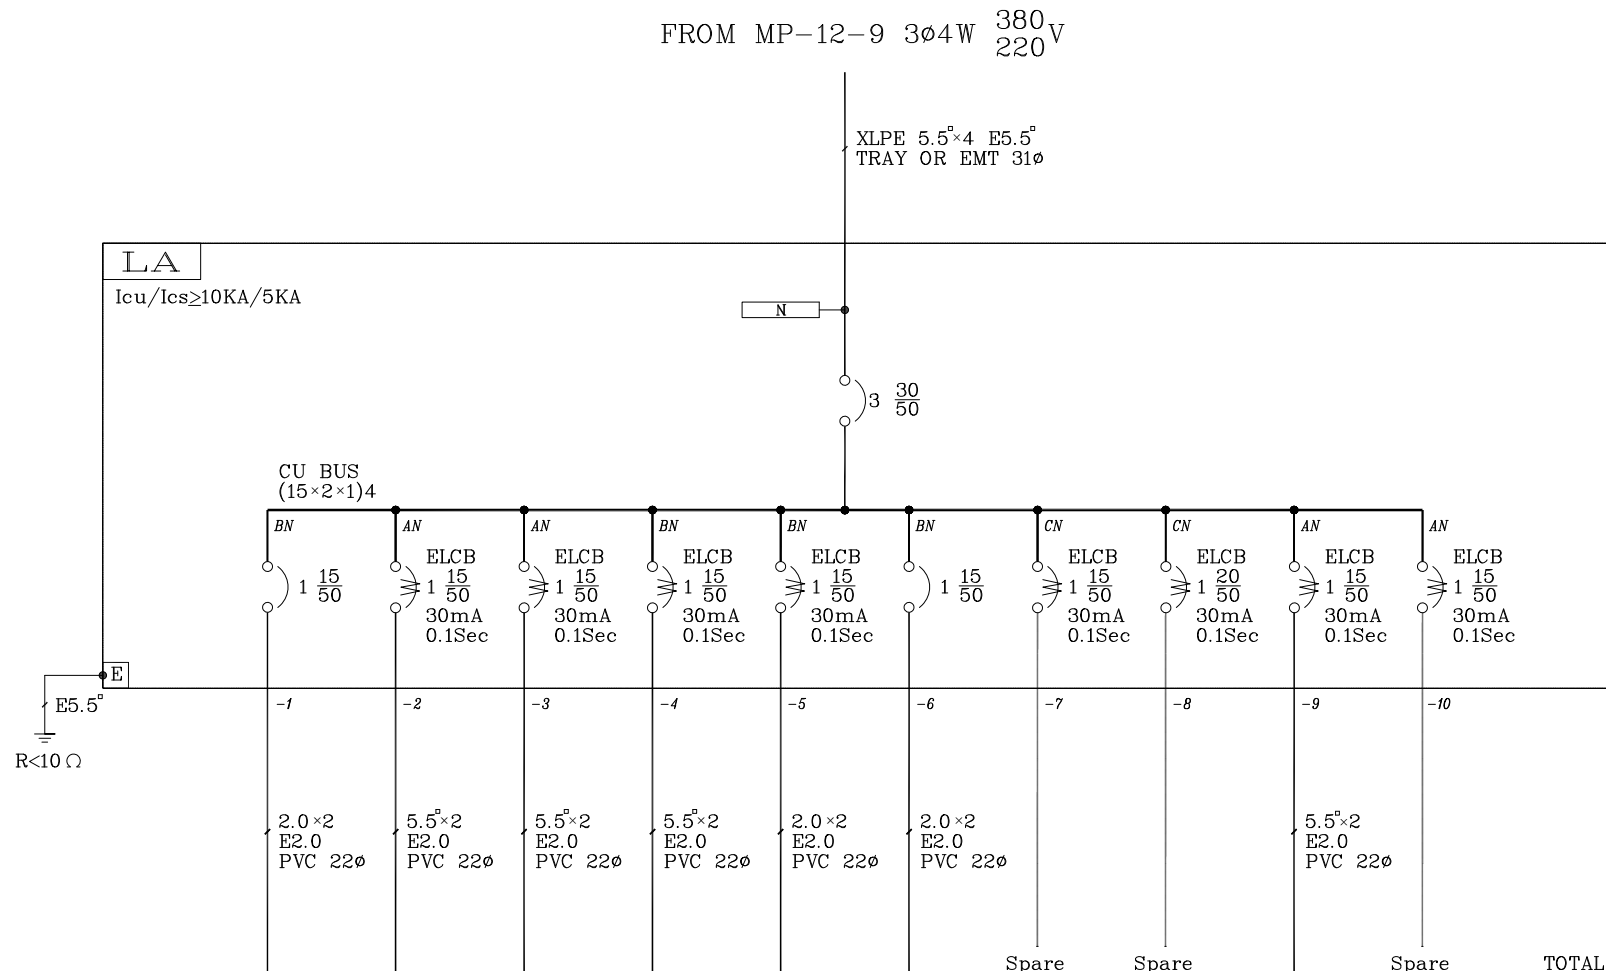 FROM MP-12-9 3ø4W 380/220 V
XLPE 5.5□×4 E5.5□
TRAY OR EMT 31ø
LA
Icu/Ics≥10KA/5KA
N
3 30/50
CU BUS
(15×2×1)4
BN AN AN BN BN BN CN CN AN AN
ELCB ELCB ELCB ELCB ELCB ELCB ELCB ELCB
1 15/50 1 15/50 1 15/50 1 15/50 1 15/50 1 15/50 1 15/50 1 20/50 1 15/50 1 15/50
30mA 30mA 30mA 30mA 30mA 30mA 30mA 30mA
0.1Sec 0.1Sec 0.1Sec 0.1Sec 0.1Sec 0.1Sec 0.1Sec 0.1Sec
E
E5.5□
-1 -2 -3 -4 -5 -6 -7 -8 -9 -10
R<10Ω
2.0×2 5.5□×2 5.5□×2 5.5□×2 2.0×2 2.0×2 5.5□×2
E2.0 E2.0 E2.0 E2.0 E2.0 E2.0 E2.0
PVC 22ø PVC 22ø PVC 22ø PVC 22ø PVC 22ø PVC 22ø PVC 22ø
Spare Spare Spare TOTAL